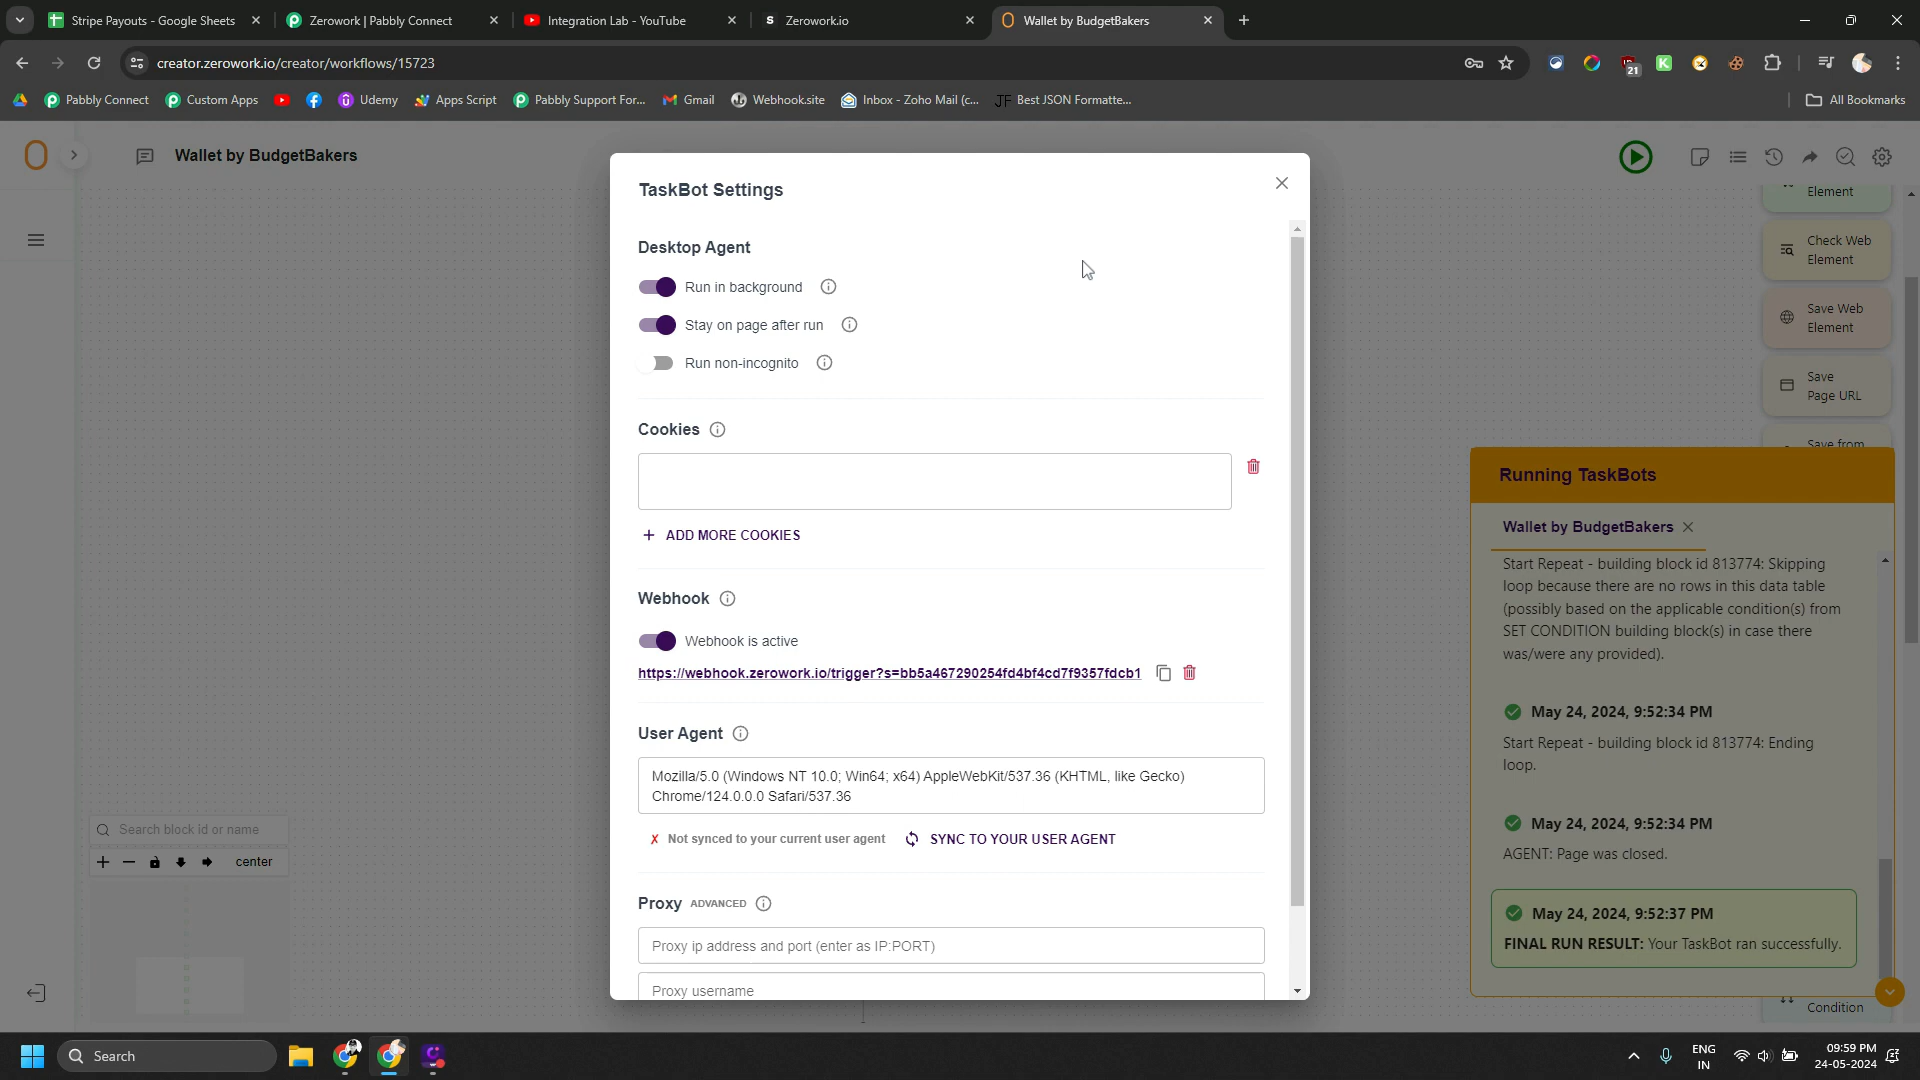 Stripe Payouts - Google Sheets
Zerowork | Pabbly Connect
Integration Lab - YouTube
Zerowork.io
Wallet by BudgetBakers
creator.zerowork.io/creator/workflows/15723
21
Pabbly Connect
Custom Apps
Udemy
Apps Script
Pabbly Support For...
Gmail
Webhook.site
Inbox - Zoho Mail (c...
JF Best JSON Formatte...
All Bookmarks
Wallet by BudgetBakers
TaskBot Settings
Desktop Agent
Run in background
Stay on page after run
Run non-incognito
Cookies
ADD MORE COOKIES
Webhook
Webhook is active
https://webhook.zerowork.io/trigger?s=bb5a467290254fd4bf4cd7f9357fdcb1
User Agent
Mozilla/5.0 (Windows NT 10.0; Win64; x64) AppleWebKit/537.36 (KHTML, like Gecko)
Chrome/124.0.0.0 Safari/537.36
✗ Not synced to your current user agent
SYNC TO YOUR USER AGENT
Proxy ADVANCED
Proxy ip address and port (enter as IP:PORT)
Proxy username
Element
Check Web
Element
Save Web
Element
Save
Page URL
Save from
Running TaskBots
Wallet by BudgetBakers
Start Repeat - building block id 813774: Skipping
loop because there are no rows in this data table
(possibly based on the applicable condition(s) from
SET CONDITION building block(s) in case there
was/were any provided).
May 24, 2024, 9:52:34 PM
Start Repeat - building block id 813774: Ending
loop.
May 24, 2024, 9:52:34 PM
AGENT: Page was closed.
May 24, 2024, 9:52:37 PM
FINAL RUN RESULT: Your TaskBot ran successfully.
Condition
Search block id or name
center
Search
ENG
IN
09:59 PM
24-05-2024